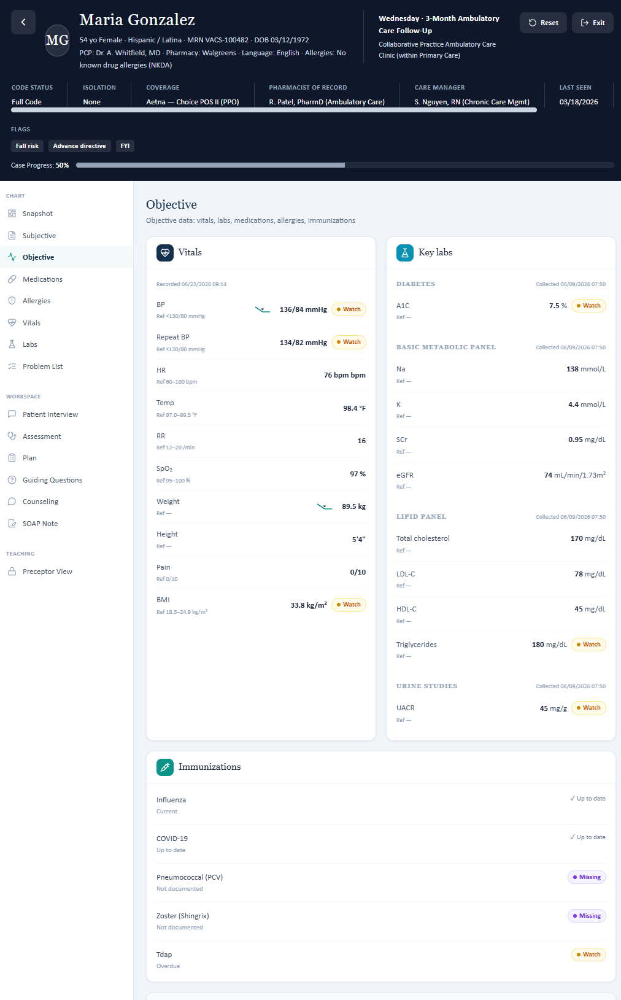 Maria Gonzalez
MG
54 yo Female · Hispanic / Latina · MRN VACS-100482 · DOB 03/12/1972
PCP: Dr. A. Whitfield, MD · Pharmacy: Walgreens · Language: English · Allergies: No
known drug allergies (NKDA)
Wednesday · 3-Month Ambulatory
Care Follow-Up
Collaborative Practice Ambulatory Care
Clinic (within Primary Care)
Reset
Exit
CODE STATUS
Full Code
ISOLATION
None
COVERAGE
Aetna — Choice POS II (PPO)
PHARMACIST OF RECORD
R. Patel, PharmD (Ambulatory Care)
CARE MANAGER
S. Nguyen, RN (Chronic Care Mgmt)
LAST SEEN
03/18/2026
FLAGS
Fall risk
Advance directive
FYI
Case Progress: 50%
CHART
Snapshot
Subjective
Objective
Medications
Allergies
Vitals
Labs
Problem List
WORKSPACE
Patient Interview
Assessment
Plan
Guiding Questions
Counseling
SOAP Note
TEACHING
Preceptor View
Objective
Objective data: vitals, labs, medications, allergies, immunizations
Vitals
Recorded 06/23/2026 09:14
BP 136/84 mmHg Watch
Ref <130/80 mmHg
Repeat BP 134/82 mmHg Watch
Ref <130/80 mmHg
HR 76 bpm bpm
Ref 60–100 bpm
Temp 98.4 °F
Ref 97.0–99.5 °F
RR 16
Ref 12–20 /min
SpO₂ 97 %
Ref 95–100 %
Weight 89.5 kg
Ref —
Height 5'4"
Ref —
Pain 0/10
Ref 0/10
BMI 33.8 kg/m² Watch
Ref 18.5–24.9 kg/m²
Key labs
DIABETES Collected 06/09/2026 07:50
A1C 7.5 % Watch
Ref —
BASIC METABOLIC PANEL Collected 06/09/2026 07:50
Na 138 mmol/L
Ref —
K 4.4 mmol/L
Ref —
SCr 0.95 mg/dL
Ref —
eGFR 74 mL/min/1.73m²
Ref —
LIPID PANEL Collected 06/09/2026 07:50
Total cholesterol 170 mg/dL
Ref —
LDL-C 78 mg/dL
Ref —
HDL-C 45 mg/dL
Ref —
Triglycerides 180 mg/dL Watch
Ref —
URINE STUDIES Collected 06/09/2026 07:50
UACR 45 mg/g Watch
Ref —
Immunizations
Influenza ✓ Up to date
Current
COVID-19 ✓ Up to date
Up to date
Pneumococcal (PCV) Missing
Not documented
Zoster (Shingrix) Missing
Not documented
Tdap Watch
Overdue